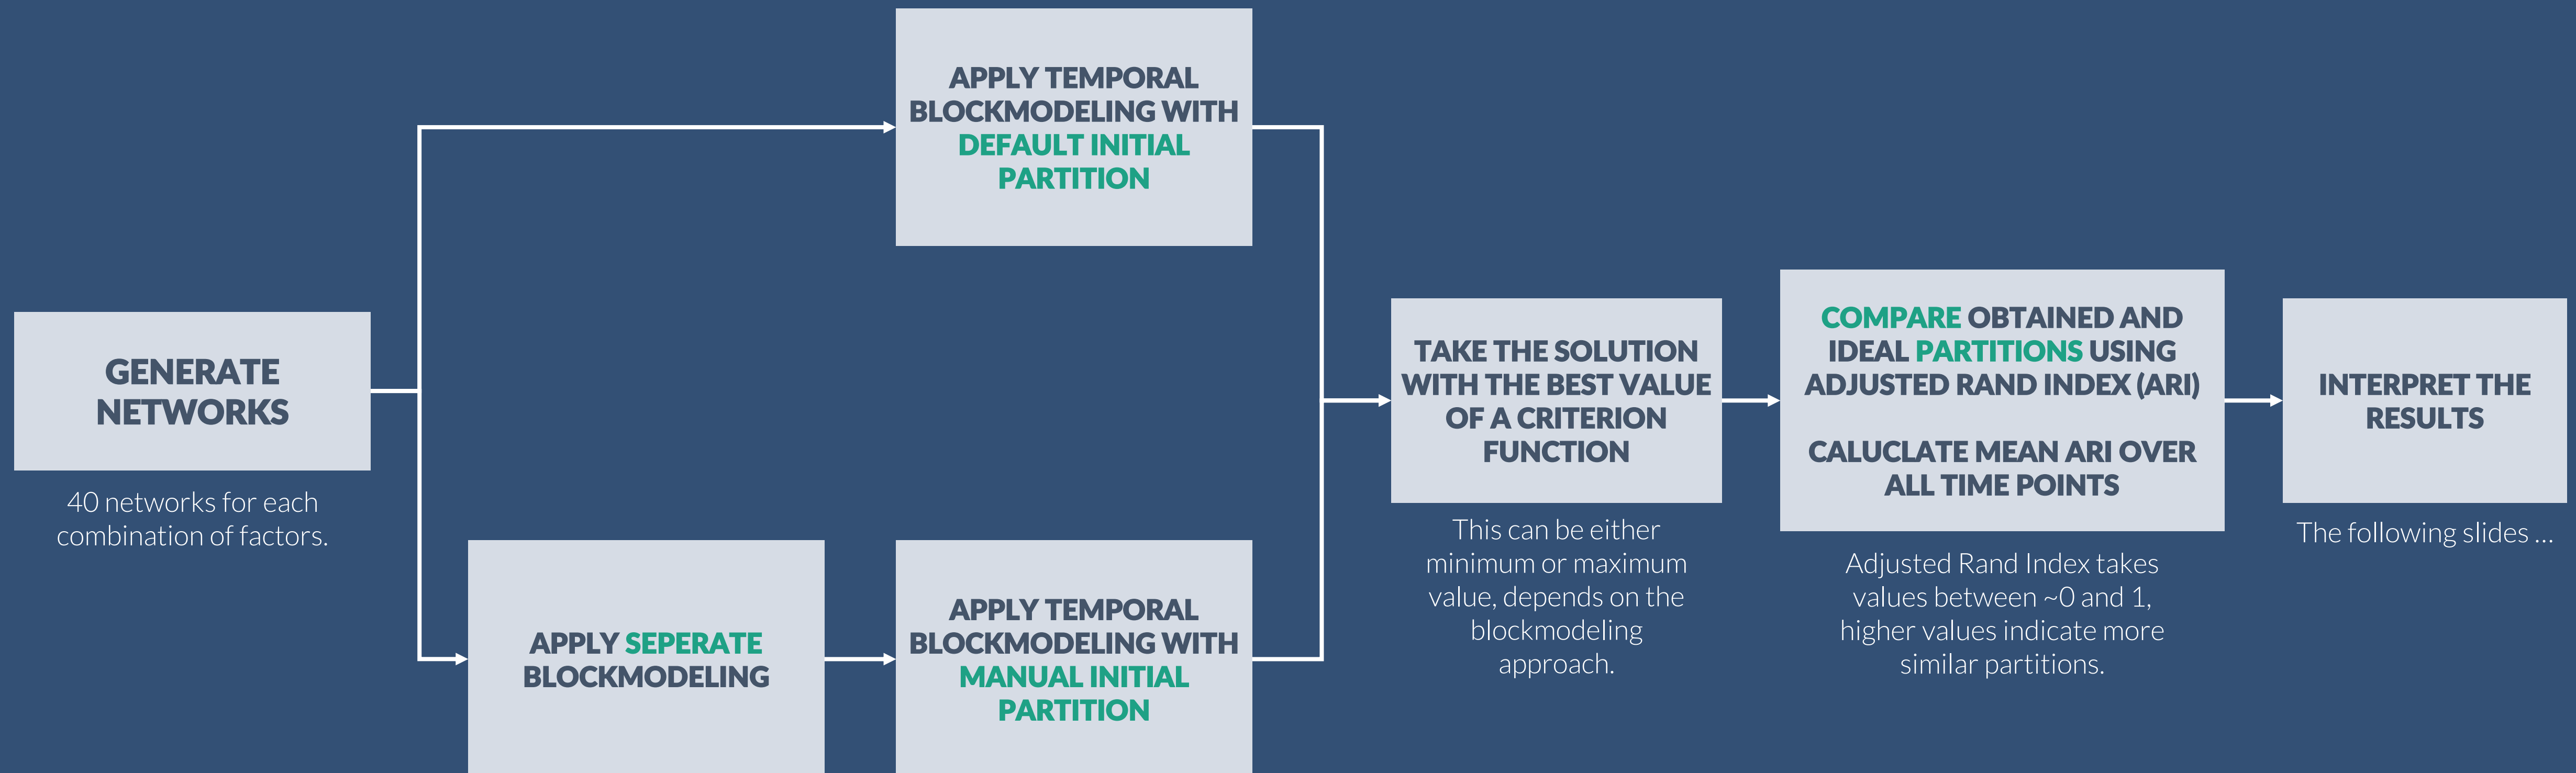 GENERATE
NETWORKS
40 networks for each
combination of factors.
APPLY TEMPORAL
BLOCKMODELING WITH
DEFAULT INITIAL
PARTITION
APPLY SEPERATE
BLOCKMODELING
APPLY TEMPORAL
BLOCKMODELING WITH
MANUAL INITIAL
PARTITION
TAKE THE SOLUTION
WITH THE BEST VALUE
OF A CRITERION
FUNCTION
This can be either
minimum or maximum
value, depends on the
blockmodeling
approach.
COMPARE OBTAINED AND
IDEAL PARTITIONS USING
ADJUSTED RAND INDEX (ARI)
CALUCLATE MEAN ARI OVER
ALL TIME POINTS
Adjusted Rand Index takes
values between ~0 and 1,
higher values indicate more
similar partitions.
INTERPRET THE
RESULTS
The following slides ...